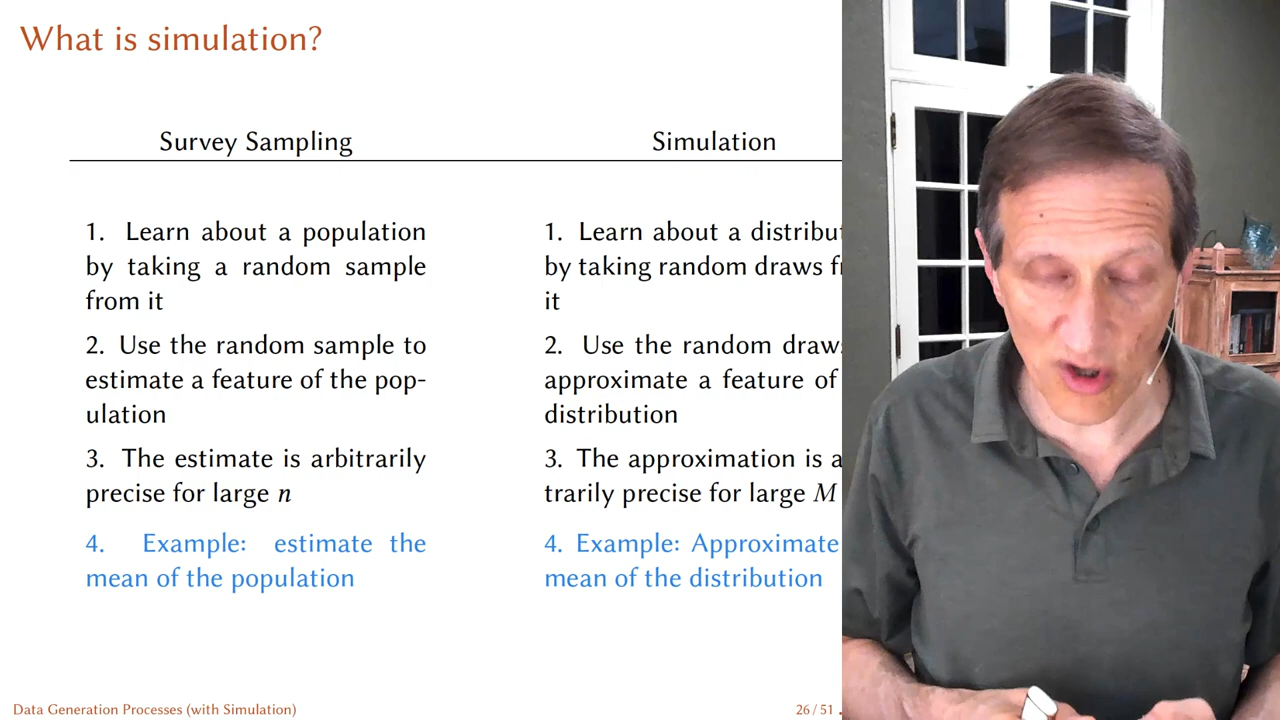 What is simulation?
Survey Sampling
Simulation
1. Learn about a population
by taking a random sample
from it
2. Use the random sample to
estimate a feature of the pop-
ulation
3. The estimate is arbitrarily
precise for large n
4. Example: estimate the
mean of the population
1. Learn about a
by taking random draws
it
2. Use the random
approximate a feature of
distribution
3. The approximation is
trarily precise for large M
4. Example: Approximate
mean of the distribution
Data Generation Processes (with Simulation)
26 / 51